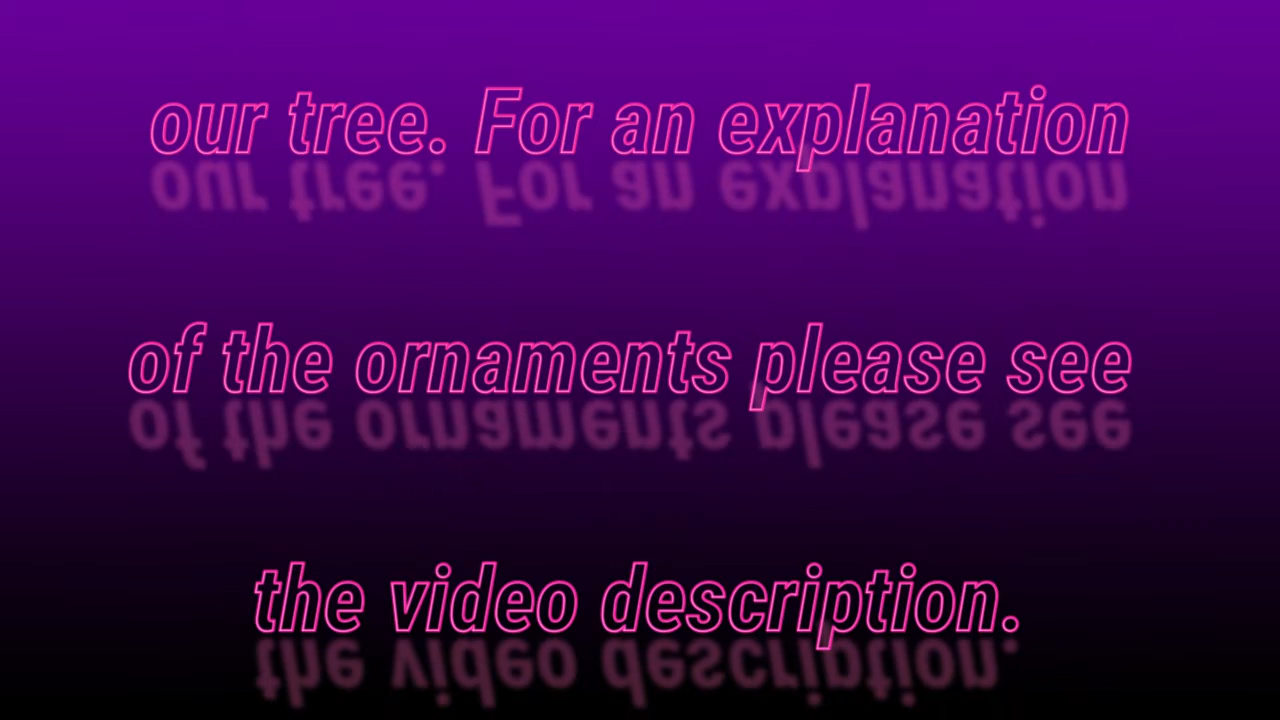 our tree. For an explanation
of the ornaments please see
the video description.